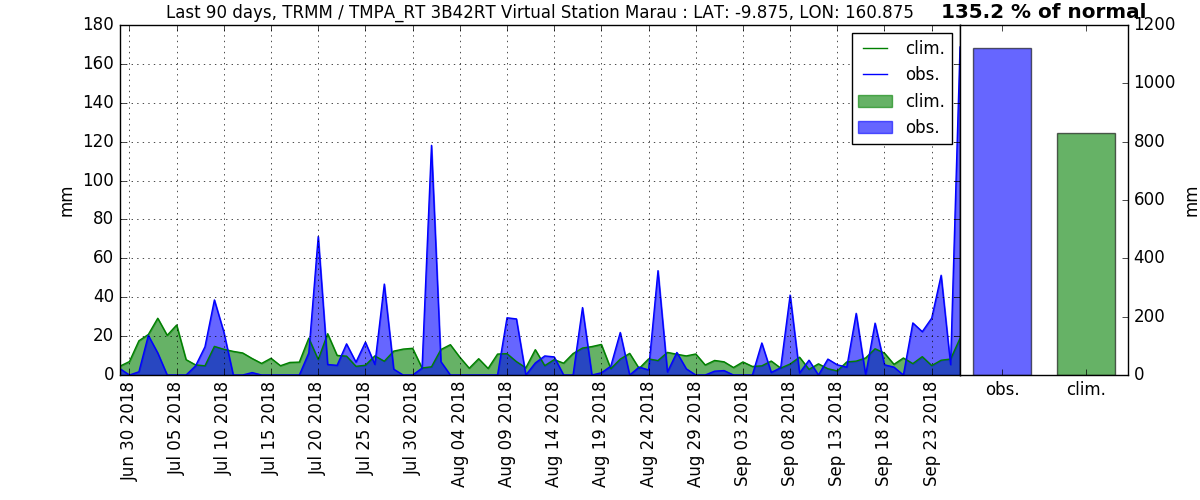 Last 90 days, TRMM / TMPA_RT 3B42RT Virtual Station Marau : LAT: -9.875, LON: 160.875
135.2 % of normal
180
160
140
120
100
80
60
40
20
0
mm
clim.
obs.
clim.
obs.
Jun 30 2018
Jul 05 2018
Jul 10 2018
Jul 15 2018
Jul 20 2018
Jul 25 2018
Jul 30 2018
Aug 04 2018
Aug 09 2018
Aug 14 2018
Aug 19 2018
Aug 24 2018
Aug 29 2018
Sep 03 2018
Sep 08 2018
Sep 13 2018
Sep 18 2018
Sep 23 2018
1200
1000
800
600
400
200
0
mm
obs.
clim.